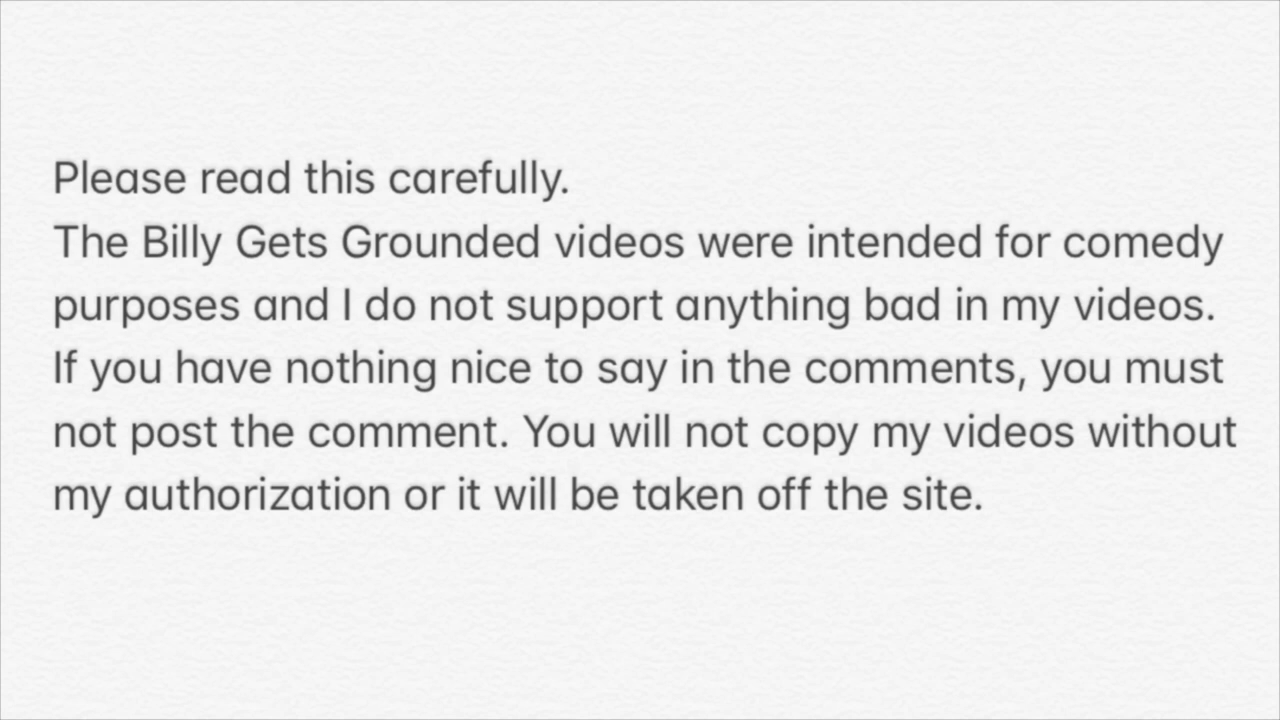 Please read this carefully.
The Billy Gets Grounded videos were intended for comedy
purposes and I do not support anything bad in my videos.
If you have nothing nice to say in the comments, you must
not post the comment. You will not copy my videos without
my authorization or it will be taken off the site.